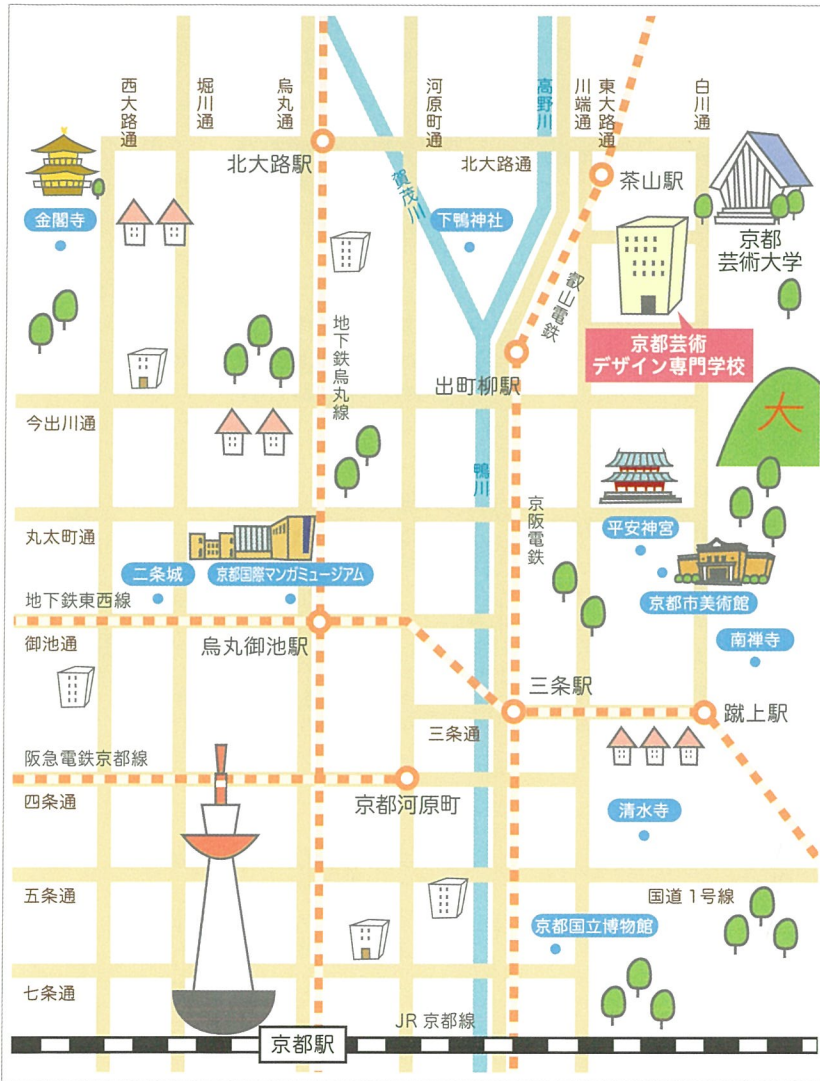 西大路通
堀川通
烏丸通
河原町通
高野川
川端通
東大路通
白川通
北大路駅
北大路通
茶山駅
賀茂川
金閣寺
下鴨神社
京都
芸術大学
叡山電鉄
地下鉄烏丸線
京都芸術
デザイン専門学校
出町柳駅
今出川通
大
鴨川
京阪電鉄
丸太町通
平安神宮
二条城
京都国際マンガミュージアム
京都市美術館
地下鉄東西線
御池通
烏丸御池駅
南禅寺
三条駅
蹴上駅
三条通
阪急電鉄京都線
四条通
京都河原町
清水寺
五条通
国道1号線
京都国立博物館
七条通
JR 京都線
京都駅